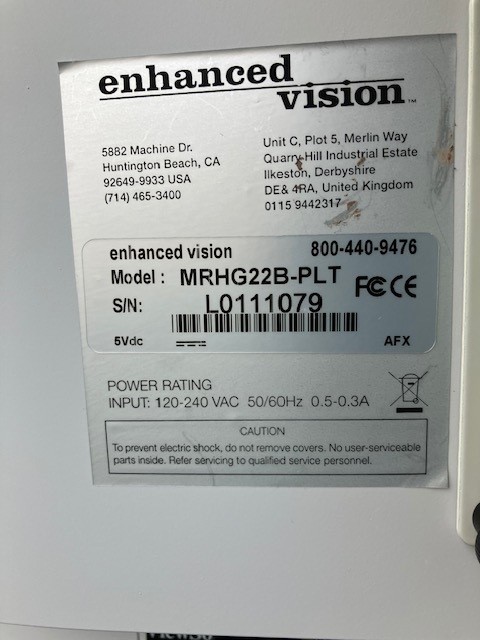 enhanced
vision™
5882 Machine Dr.
Huntington Beach, CA
92649-9933 USA
(714) 465-3400
Unit C, Plot 5, Merlin Way
Quarry Hill Industrial Estate
Ilkeston, Derbyshire
DE& 4RA, United Kingdom
0115 9442317
enhanced vision 800-440-9476
Model : MRHG22B-PLT FC CE
S/N: L0111079
5Vdc AFX
POWER RATING
INPUT: 120-240 VAC 50/60Hz 0.5-0.3A
CAUTION
To prevent electric shock, do not remove covers. No user-serviceable
parts inside. Refer servicing to qualified service personnel.